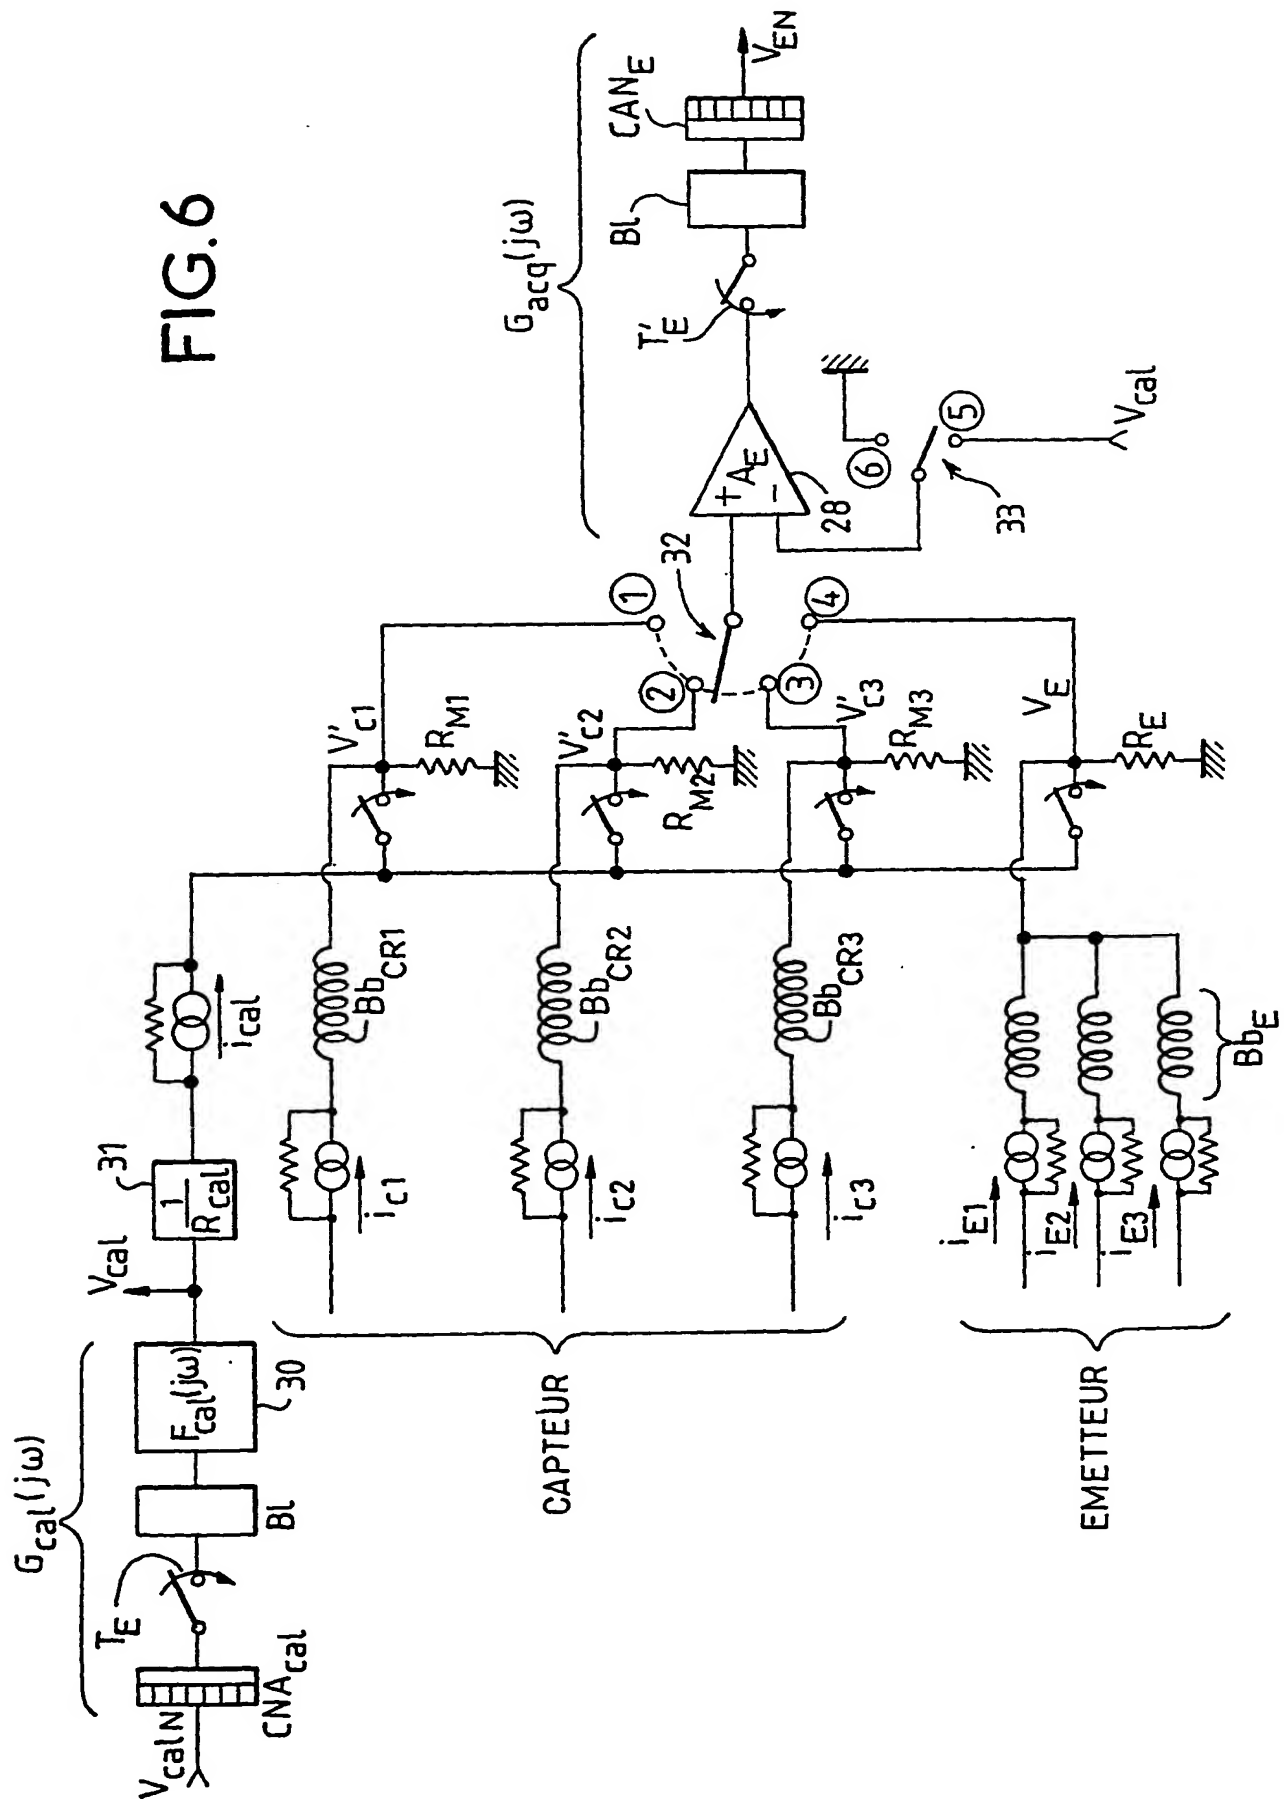 FIG.6
G_cal(jω)
V_calN
CNA_cal
T_E
Bl
F_cal(jω)
30
V_cal
1
R_cal
31
i_cal
CAPTEUR
i_c1
Bb_CR1
V'_c1
R_M1
i_c2
Bb_CR2
V'_c2
R_M2
i_c3
Bb_CR3
V'_c3
R_M3
EMETTEUR
i_E1
i_E2
i_E3
Bb_E
V_E
R_E
①
②
③
④
32
+
A_E
-
28
⑥
⑤
33
V_cal
G_acq(jω)
T'_E
Bl
CAN_E
V_EN